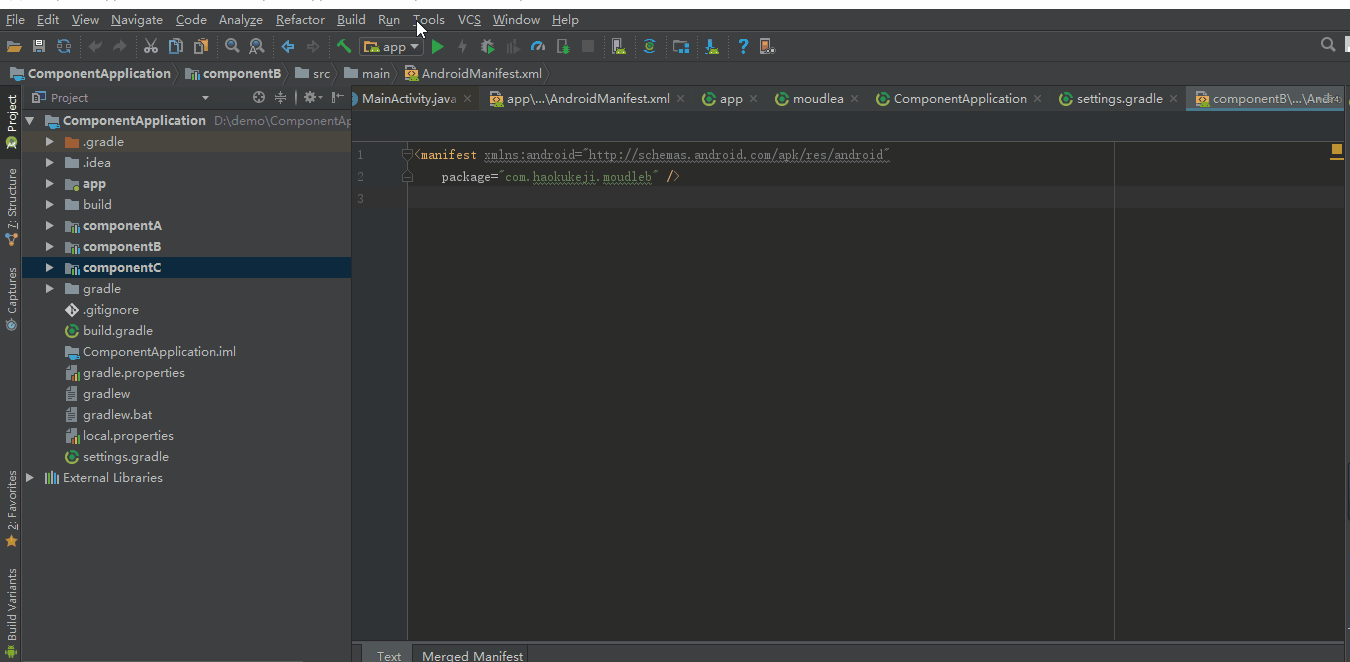 File Edit View Navigate Code Analyze Refactor Build Run Tools VCS Window Help
app
ComponentApplication componentB src main AndroidManifest.xml
Project
MainActivity.java app\...\AndroidManifest.xml app moudlea ComponentApplication settings.gradle componentB\...\Andr
Project
7: Structure
Captures
2: Favorites
Build Variants
ComponentApplication D:\demo\ComponentAp
.gradle
.idea
app
build
componentA
componentB
componentC
gradle
.gitignore
build.gradle
ComponentApplication.iml
gradle.properties
gradlew
gradlew.bat
local.properties
settings.gradle
External Libraries
1 <manifest xmlns:android="http://schemas.android.com/apk/res/android"
2 package="com.haokukeji.moudleb" />
3
Text Merged Manifest